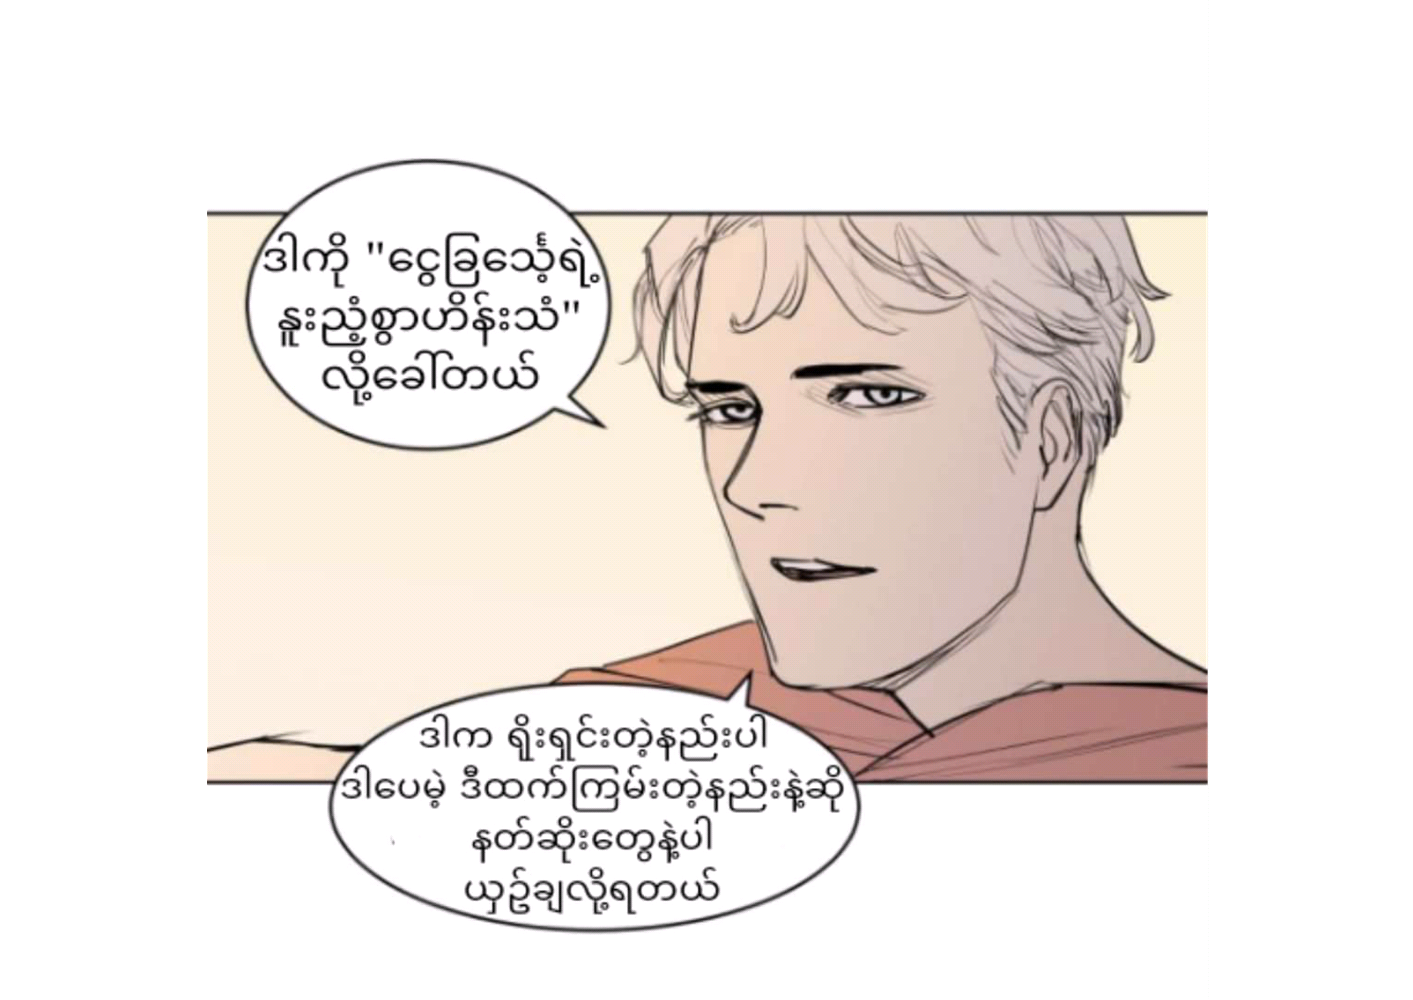 ဒါကို "ငွေခြင်္သေ့ရဲ့
နူးညံ့စွာဟိန်းသံ"
လို့ခေါ်တယ်
ဒါက ရိုးရှင်းတဲ့နည်းပါ
ဒါပေမဲ့ ဒီထက်ကြမ်းတဲ့နည်းနဲ့ဆို
နတ်ဆိုးတွေနဲ့ပါ
ယှဉ်ချလို့ရတယ်